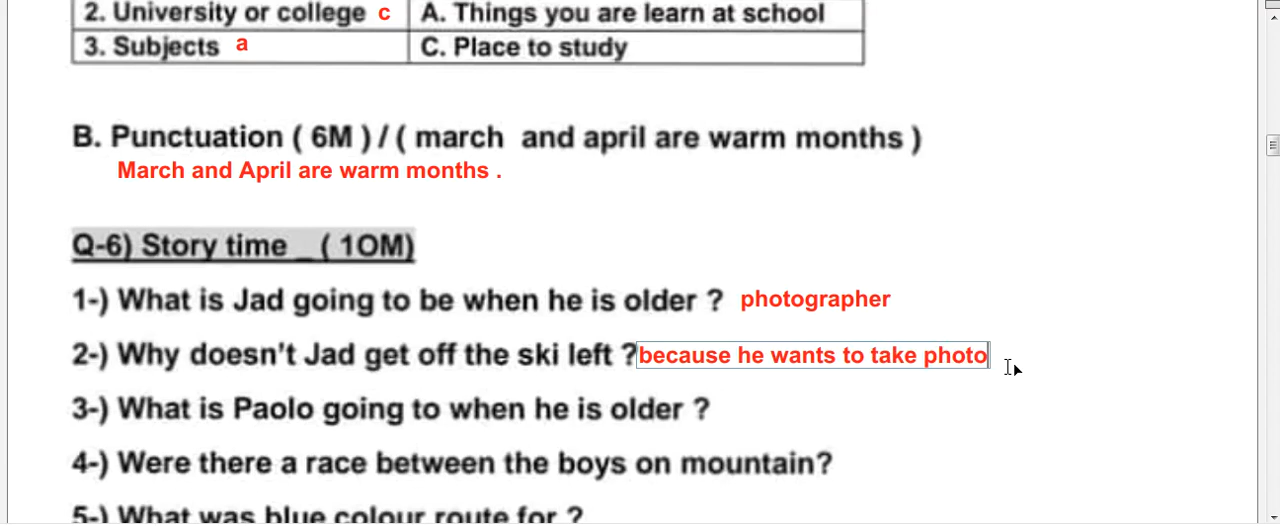 2. University or college c A. Things you are learn at school
3. Subjects a C. Place to study
B. Punctuation ( 6M ) / ( march and april are warm months )
March and April are warm months .
Q-6) Story time _ ( 1OM)
1-) What is Jad going to be when he is older ? photographer
2-) Why doesn't Jad get off the ski left ? because he wants to take photo
3-) What is Paolo going to when he is older ?
4-) Were there a race between the boys on mountain?
5-) What was blue colour route for ?